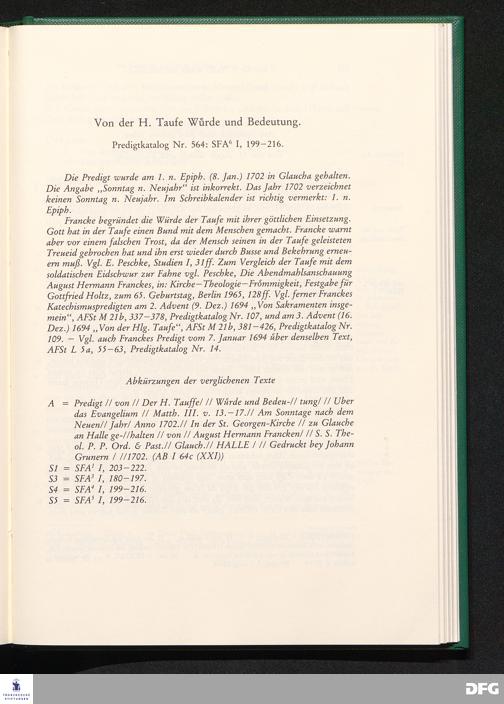 Von der H. Taufe Wůrde und Bedeutung.
Predigtkatalog Nr. 564: SFA⁶ I, 199–216.
Die Predigt wurde am 1. n. Epiph. (8. Jan.) 1702 in Glaucha gehalten.
Die Angabe „Sonntag n. Neujahr“ ist inkorrekt. Das Jahr 1702 verzeichnet
keinen Sonntag n. Neujahr. Im Schreibkalender ist richtig vermerkt: 1. n.
Epiph.
Francke begründet die Würde der Taufe mit ihrer göttlichen Einsetzung.
Gott hat in der Taufe einen Bund mit dem Menschen gemacht. Francke warnt
aber vor einem falschen Trost, da der Mensch seinen in der Taufe geleisteten
Treueid gebrochen hat und ihn erst wieder durch Busse und Bekehrung erneu-
ern muß. Vgl. E. Peschke, Studien I, 31ff. Zum Vergleich der Taufe mit dem
soldatischen Eidschwur zur Fahne vgl. Peschke, Die Abendmahlsanschauung
August Hermann Franckes, in: Kirche–Theologie–Frömmigkeit, Festgabe für
Gottfried Holtz, zum 65. Geburtstag, Berlin 1965, 128ff. Vgl. ferner Franckes
Katechismuspredigten am 2. Advent (9. Dez.) 1694 „Von Sakramenten insge-
mein“, AFSt M 21b, 337–378, Predigtkatalog Nr. 107, und am 3. Advent (16.
Dez.) 1694 „Von der Hlg. Taufe“, AFSt M 21b, 381–426, Predigtkatalog Nr.
109. – Vgl. auch Franckes Predigt vom 7. Januar 1694 über denselben Text,
AFSt L 5a, 55–63, Predigtkatalog Nr. 14.
Abkürzungen der verglichenen Texte
A = Predigt // von // Der H. Tauffe/ // Wůrde und Bedeu-// tung/ // Uber
das Evangelium // Matth. III. v. 13.–17.// Am Sonntage nach dem
Neuen// Jahr/ Anno 1702.// In der St. Georgen-Kirche // zu Glauche
an Halle ge-//halten // von // August Hermann Francken/ // S. S. The-
ol. P. P. Ord. & Past.// Glauch.// HALLE / // Gedruckt bey Johann
Grunern / //1702. (AB I 64c (XXI))
S1 = SFA¹ I, 203–222.
S3 = SFA³ I, 180–197.
S4 = SFA⁴ I, 199–216.
S5 = SFA⁵ I, 199–216.
FRANCKESCHE
STIFTUNGEN
DFG